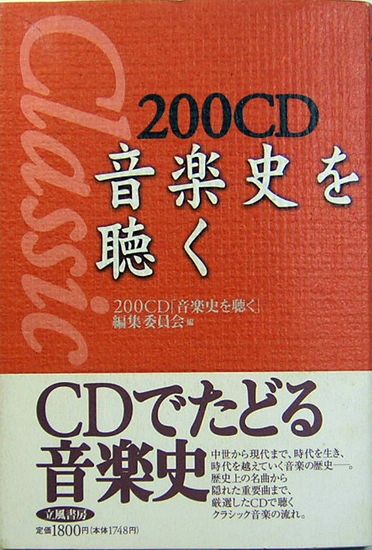 Classic
200CD
音楽史を
聴く
200CD「音楽史を聴く」
編集委員会 編
CDでたどる
音楽史
中世から現代まで、時代を生き、
時代を越えていく音楽の歴史──。
歴史上の名曲から
隠れた重要曲まで、
厳選したCDで聴く
クラシック音楽の流れ。
立風書房
定価1800円(本体1748円)